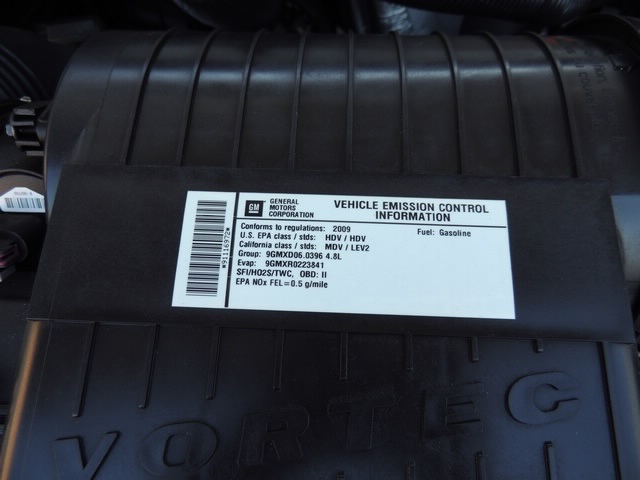 GM
GENERAL
MOTORS
CORPORATION
VEHICLE EMISSION CONTROL
INFORMATION
Conforms to regulations: 2009
Fuel: Gasoline
U.S. EPA class / stds: HDV / HDV
California class / stds: MDV / LEV2
Group: 9GMXD06.0396 4.8L
Evap: 9GMXR0223841
SFI/HO2S/TWC, OBD: II
EPA NOx FEL=0.5 g/mile
*91116972*
VORTEC